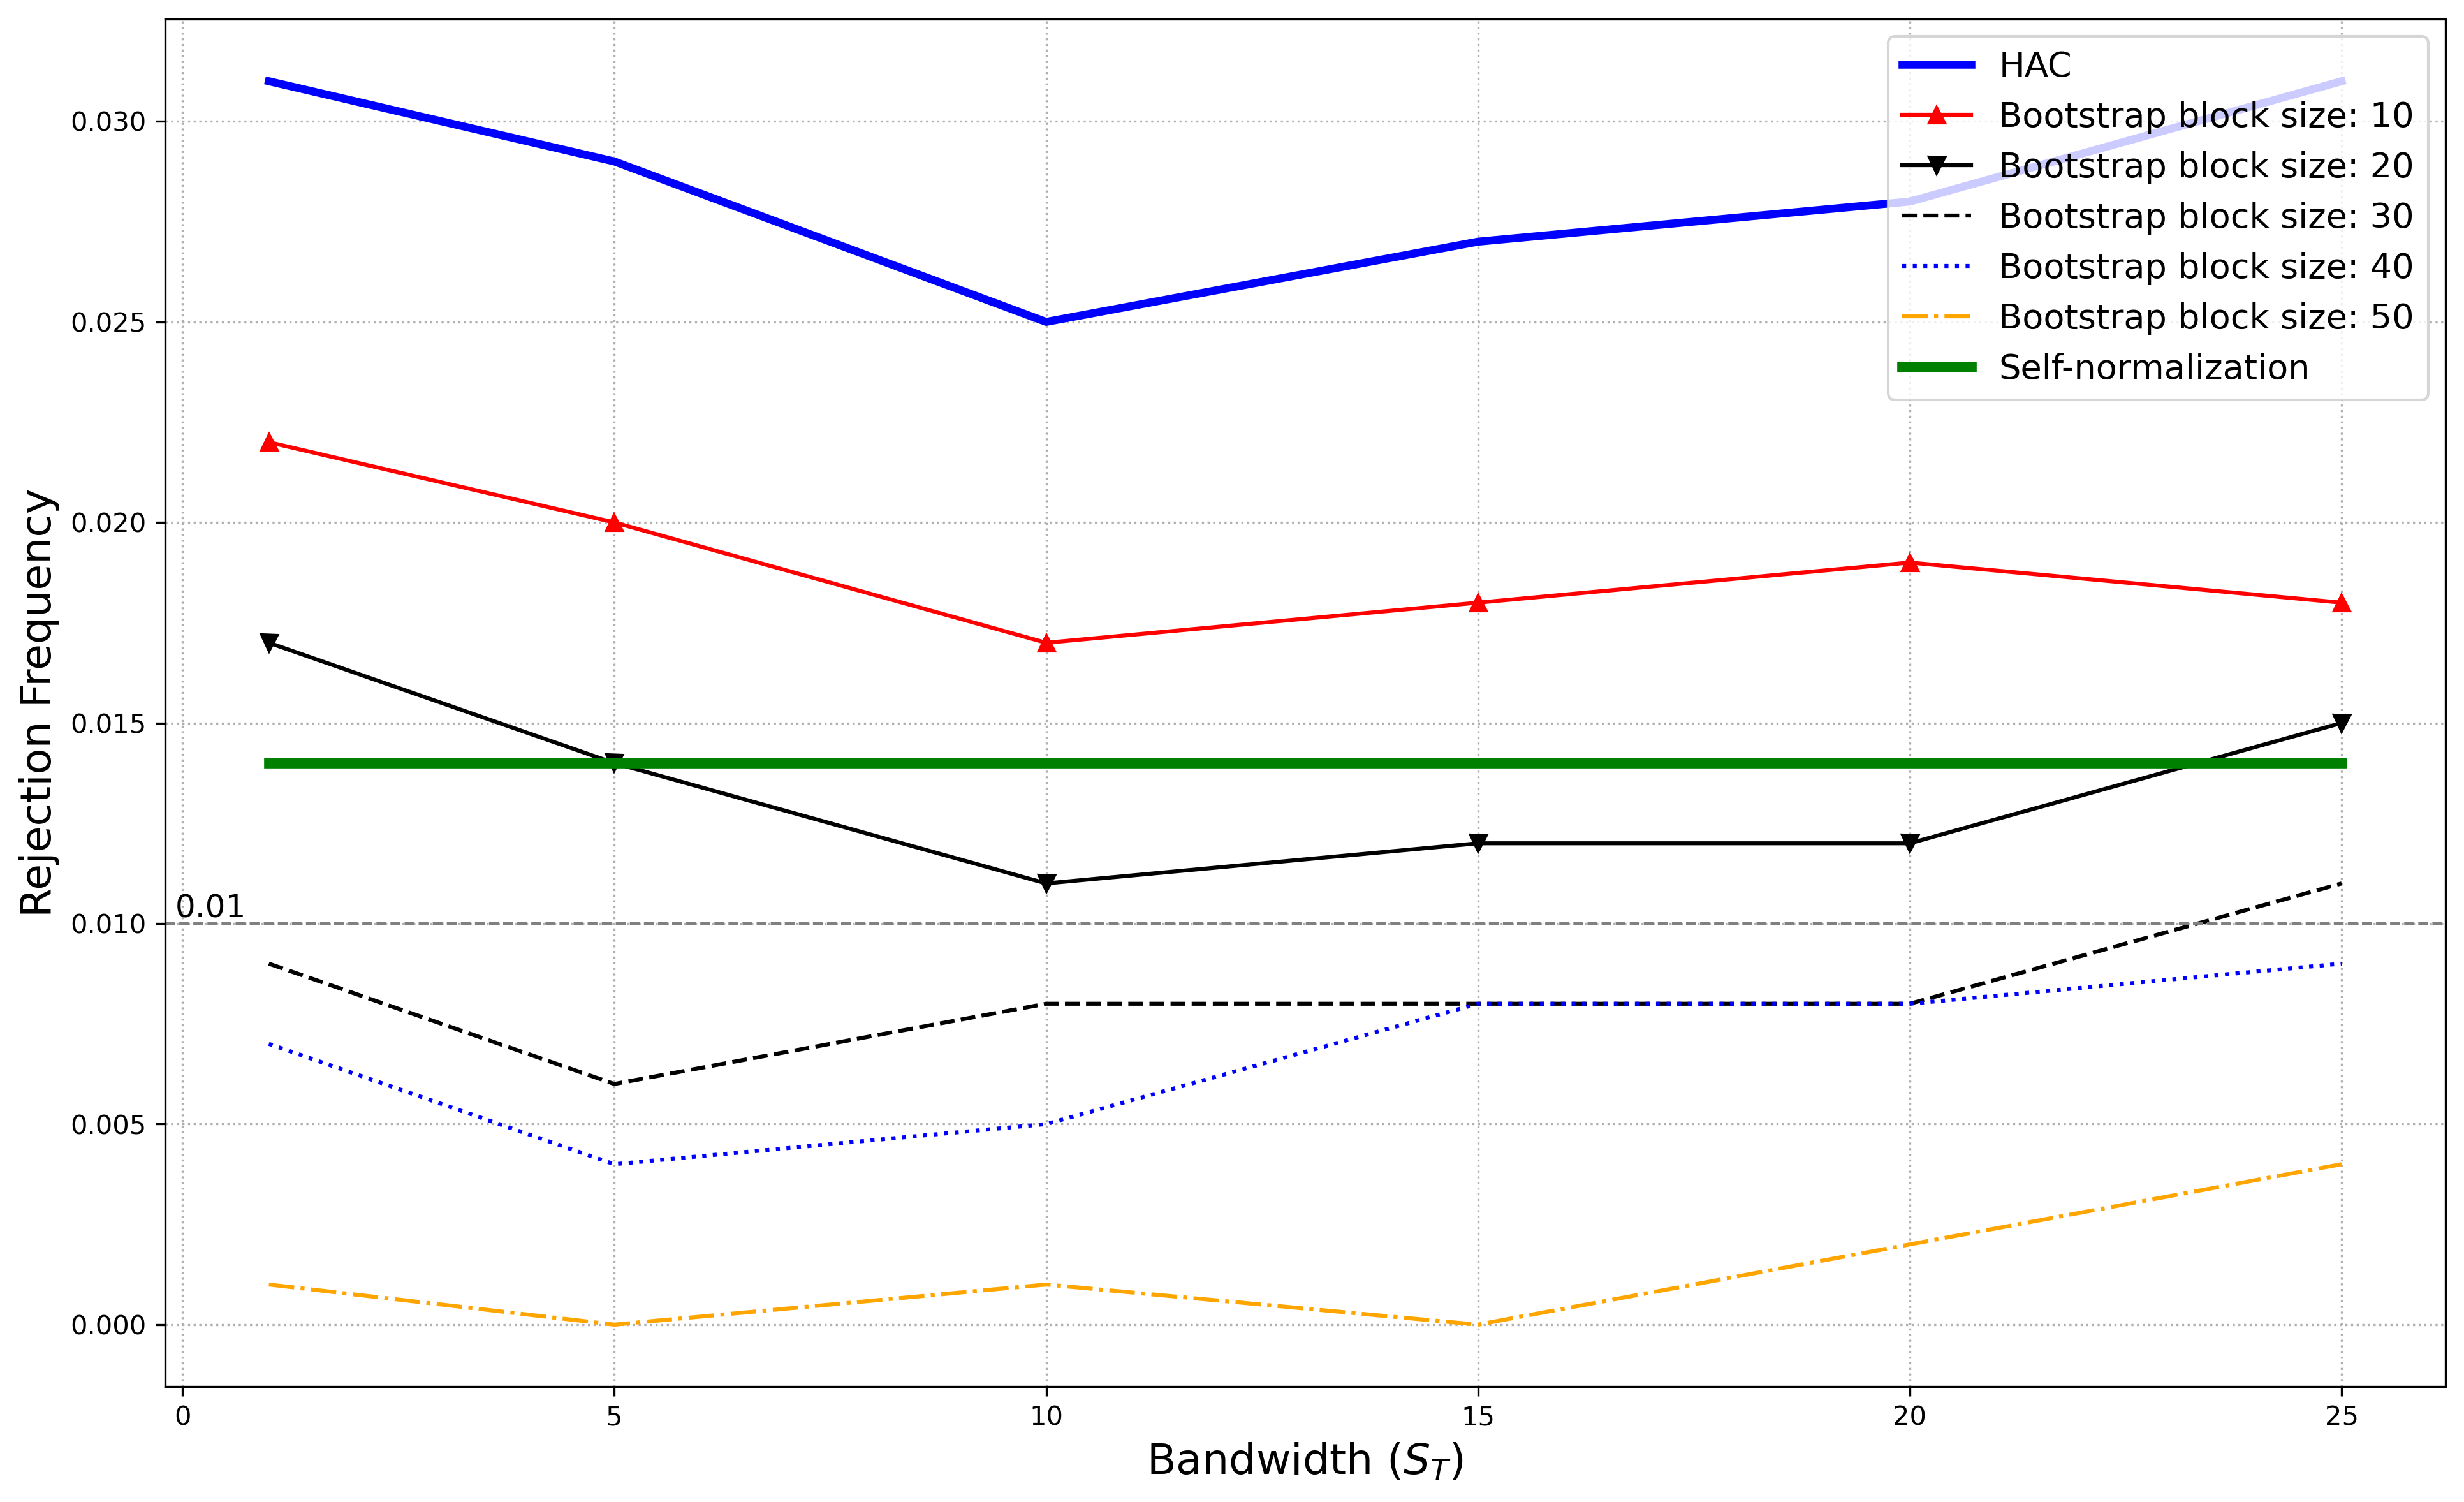 HAC
Bootstrap block size: 10
Bootstrap block size: 20
Bootstrap block size: 30
Bootstrap block size: 40
Bootstrap block size: 50
Self-normalization
0.030
0.025
0.020
0.015
0.010
0.005
0.000
0.01
Rejection Frequency
0 5 10 15 20 25
Bandwidth (S_T)